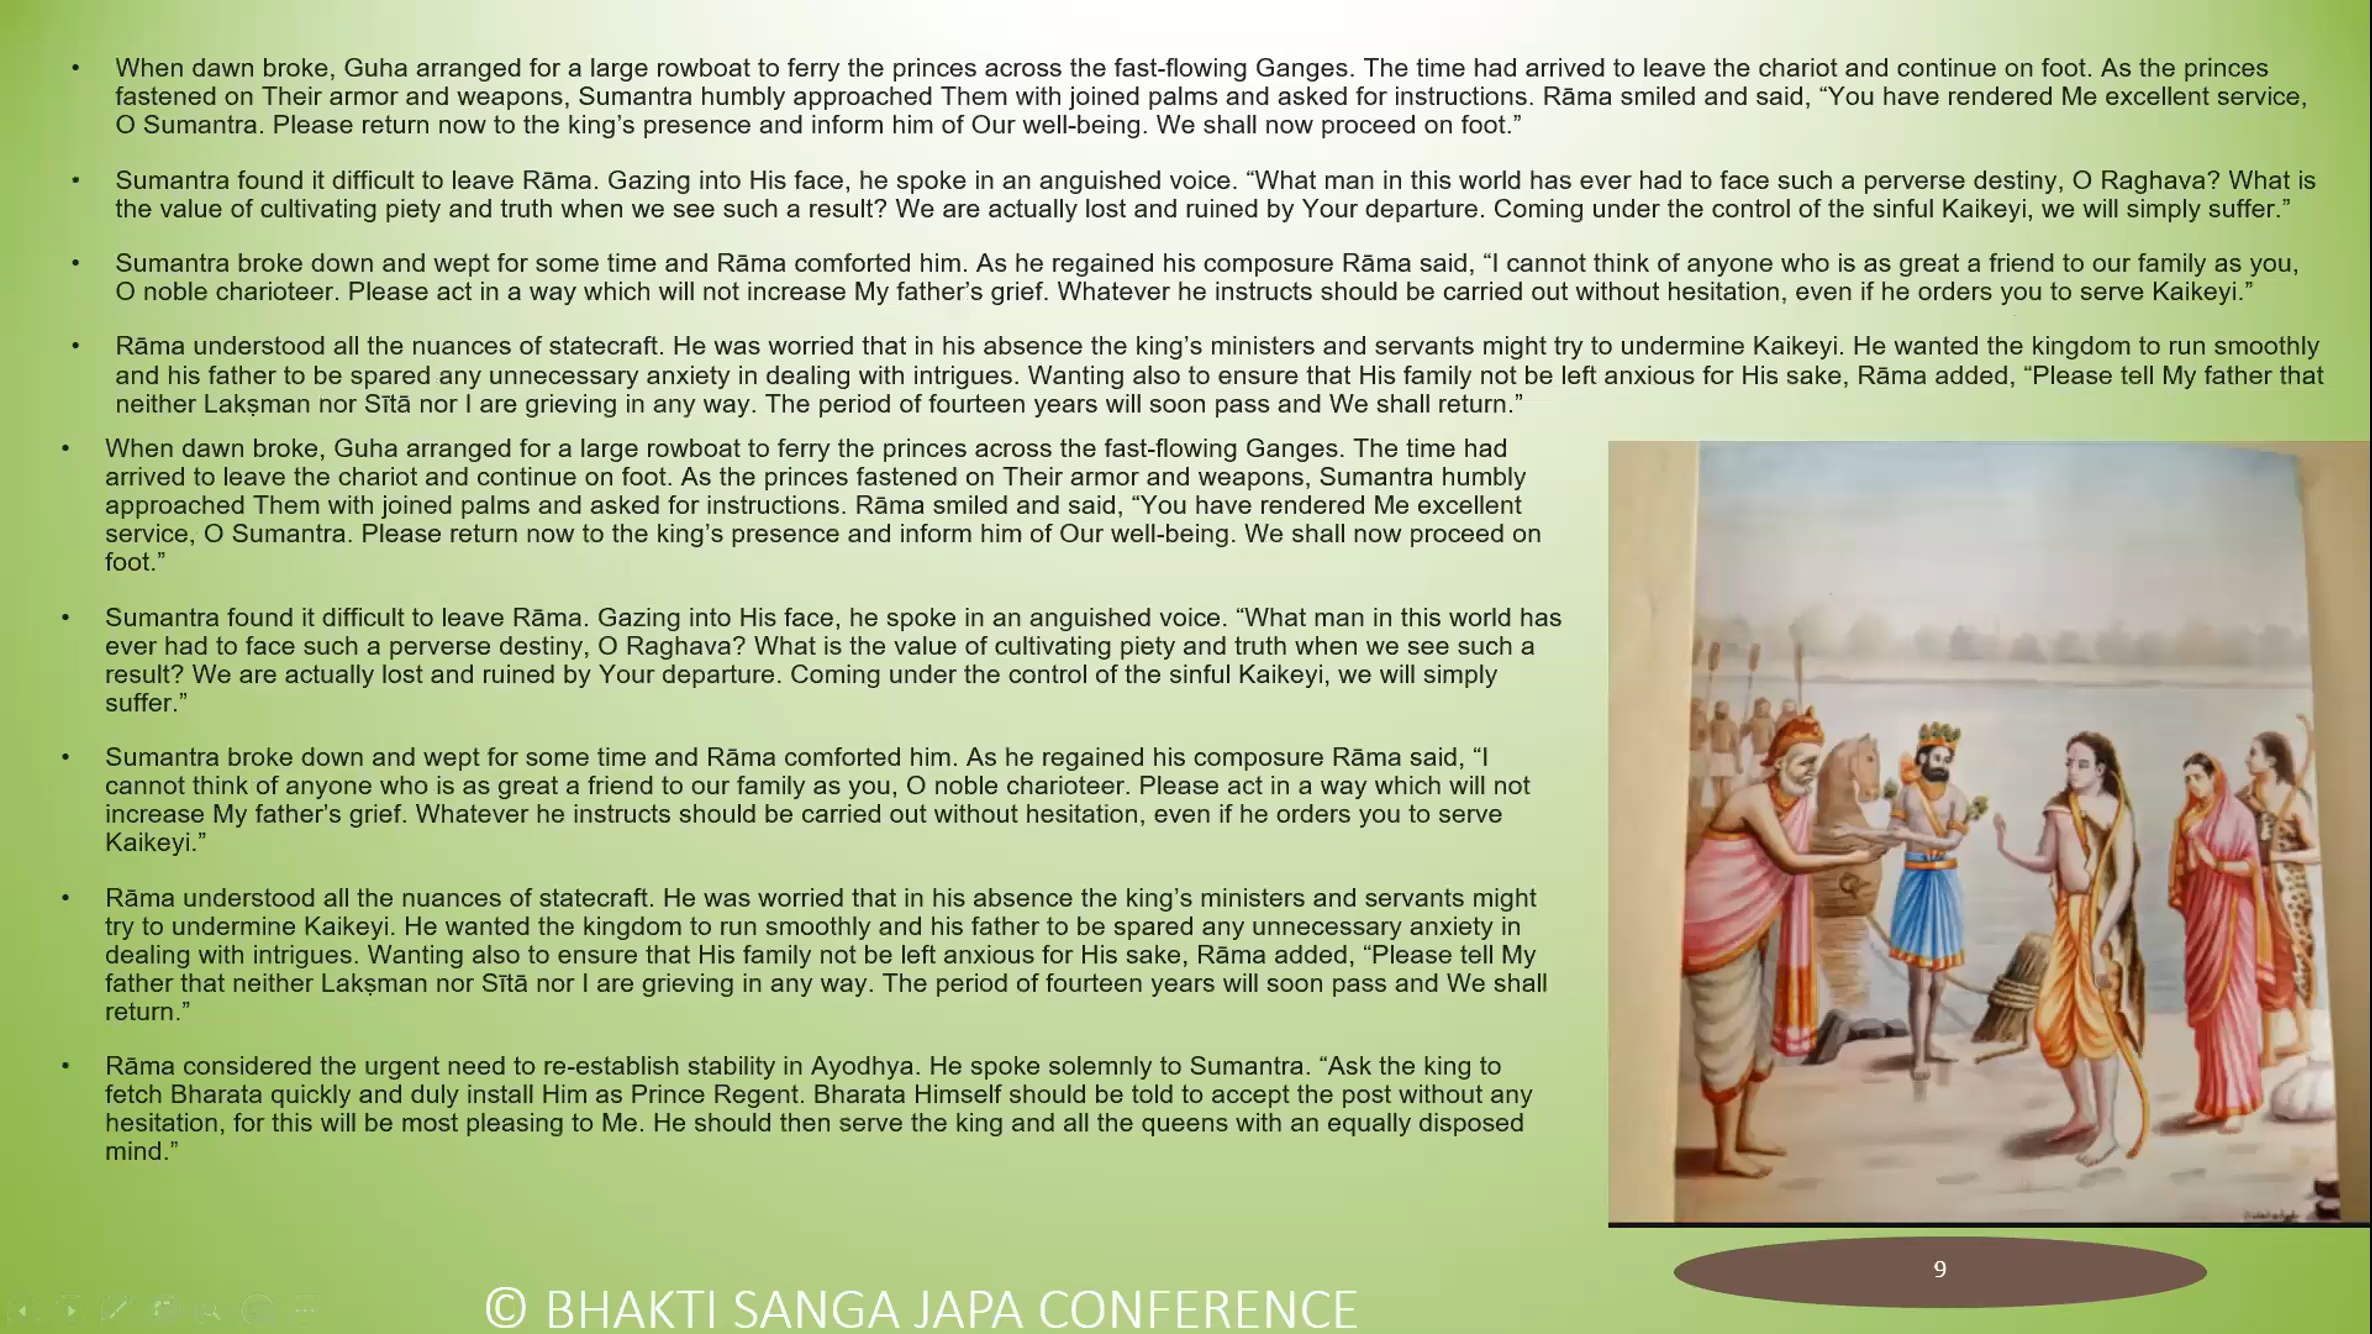 • When dawn broke, Guha arranged for a large rowboat to ferry the princes across the fast-flowing Ganges. The time had arrived to leave the chariot and continue on foot. As the princes
fastened on Their armor and weapons, Sumantra humbly approached Them with joined palms and asked for instructions. Rāma smiled and said, “You have rendered Me excellent service,
O Sumantra. Please return now to the king’s presence and inform him of Our well-being. We shall now proceed on foot.”
• Sumantra found it difficult to leave Rāma. Gazing into His face, he spoke in an anguished voice. “What man in this world has ever had to face such a perverse destiny, O Raghava? What is
the value of cultivating piety and truth when we see such a result? We are actually lost and ruined by Your departure. Coming under the control of the sinful Kaikeyi, we will simply suffer.”
• Sumantra broke down and wept for some time and Rāma comforted him. As he regained his composure Rāma said, “I cannot think of anyone who is as great a friend to our family as you,
O noble charioteer. Please act in a way which will not increase My father’s grief. Whatever he instructs should be carried out without hesitation, even if he orders you to serve Kaikeyi.”
• Rāma understood all the nuances of statecraft. He was worried that in his absence the king’s ministers and servants might try to undermine Kaikeyi. He wanted the kingdom to run smoothly
and his father to be spared any unnecessary anxiety in dealing with intrigues. Wanting also to ensure that His family not be left anxious for His sake, Rāma added, “Please tell My father that
neither Lakṣman nor Sītā nor I are grieving in any way. The period of fourteen years will soon pass and We shall return.”
• When dawn broke, Guha arranged for a large rowboat to ferry the princes across the fast-flowing Ganges. The time had
arrived to leave the chariot and continue on foot. As the princes fastened on Their armor and weapons, Sumantra humbly
approached Them with joined palms and asked for instructions. Rāma smiled and said, “You have rendered Me excellent
service, O Sumantra. Please return now to the king’s presence and inform him of Our well-being. We shall now proceed on
foot.”
• Sumantra found it difficult to leave Rāma. Gazing into His face, he spoke in an anguished voice. “What man in this world has
ever had to face such a perverse destiny, O Raghava? What is the value of cultivating piety and truth when we see such a
result? We are actually lost and ruined by Your departure. Coming under the control of the sinful Kaikeyi, we will simply
suffer.”
• Sumantra broke down and wept for some time and Rāma comforted him. As he regained his composure Rāma said, “I
cannot think of anyone who is as great a friend to our family as you, O noble charioteer. Please act in a way which will not
increase My father’s grief. Whatever he instructs should be carried out without hesitation, even if he orders you to serve
Kaikeyi.”
• Rāma understood all the nuances of statecraft. He was worried that in his absence the king’s ministers and servants might
try to undermine Kaikeyi. He wanted the kingdom to run smoothly and his father to be spared any unnecessary anxiety in
dealing with intrigues. Wanting also to ensure that His family not be left anxious for His sake, Rāma added, “Please tell My
father that neither Lakṣman nor Sītā nor I are grieving in any way. The period of fourteen years will soon pass and We shall
return.”
• Rāma considered the urgent need to re-establish stability in Ayodhya. He spoke solemnly to Sumantra. “Ask the king to
fetch Bharata quickly and duly install Him as Prince Regent. Bharata Himself should be told to accept the post without any
hesitation, for this will be most pleasing to Me. He should then serve the king and all the queens with an equally disposed
mind.”
9
© BHAKTI SANGA JAPA CONFERENCE